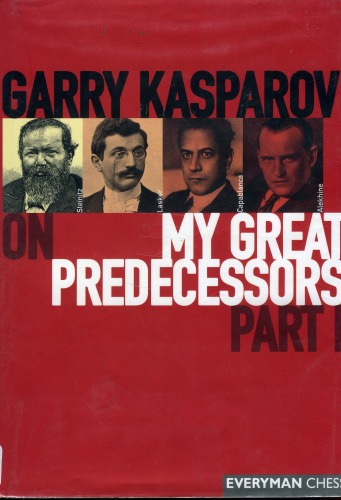 GARRY KASPAROV
Steinitz
Lasker
Capablanca
Alekhine
ON MY GREAT
PREDECESSORS
PART I
EVERYMAN CHESS